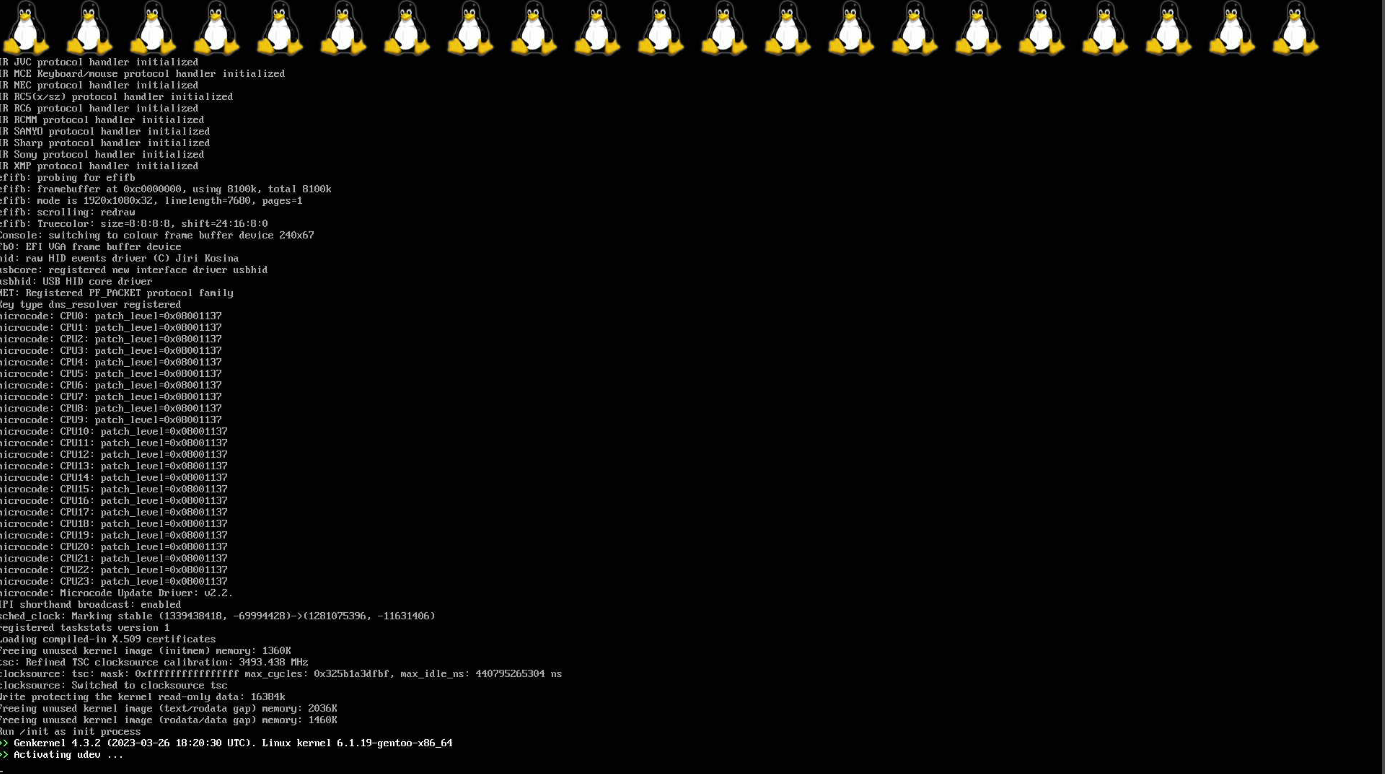 IR JVC protocol handler initialized
IR MCE Keyboard/mouse protocol handler initialized
IR NEC protocol handler initialized
IR RC5(x/sz) protocol handler initialized
IR RC6 protocol handler initialized
IR RCMM protocol handler initialized
IR SANYO protocol handler initialized
IR Sharp protocol handler initialized
IR Sony protocol handler initialized
IR XMP protocol handler initialized
efifb: probing for efifb
efifb: framebuffer at 0xc0000000, using 8100k, total 8100k
efifb: mode is 1920x1080x32, linelength=7680, pages=1
efifb: scrolling: redraw
efifb: Truecolor: size=8:8:8:8, shift=24:16:8:0
Console: switching to colour frame buffer device 240x67
fb0: EFI VGA frame buffer device
hid: raw HID events driver (C) Jiri Kosina
usbcore: registered new interface driver usbhid
usbhid: USB HID core driver
NET: Registered PF_PACKET protocol family
Key type dns_resolver registered
microcode: CPU0: patch_level=0x08001137
microcode: CPU1: patch_level=0x08001137
microcode: CPU2: patch_level=0x08001137
microcode: CPU3: patch_level=0x08001137
microcode: CPU4: patch_level=0x08001137
microcode: CPU5: patch_level=0x08001137
microcode: CPU6: patch_level=0x08001137
microcode: CPU7: patch_level=0x08001137
microcode: CPU8: patch_level=0x08001137
microcode: CPU9: patch_level=0x08001137
microcode: CPU10: patch_level=0x08001137
microcode: CPU11: patch_level=0x08001137
microcode: CPU12: patch_level=0x08001137
microcode: CPU13: patch_level=0x08001137
microcode: CPU14: patch_level=0x08001137
microcode: CPU15: patch_level=0x08001137
microcode: CPU16: patch_level=0x08001137
microcode: CPU17: patch_level=0x08001137
microcode: CPU18: patch_level=0x08001137
microcode: CPU19: patch_level=0x08001137
microcode: CPU20: patch_level=0x08001137
microcode: CPU21: patch_level=0x08001137
microcode: CPU22: patch_level=0x08001137
microcode: CPU23: patch_level=0x08001137
microcode: Microcode Update Driver: v2.2.
IPI shorthand broadcast: enabled
sched_clock: Marking stable (1339438418, -69994428)->(1281075396, -11631406)
registered taskstats version 1
Loading compiled-in X.509 certificates
Freeing unused kernel image (initmem) memory: 1360K
tsc: Refined TSC clocksource calibration: 3493.438 MHz
clocksource: tsc: mask: 0xffffffffffffffff max_cycles: 0x325b1a3dfbf, max_idle_ns: 440795265304 ns
clocksource: Switched to clocksource tsc
Write protecting the kernel read-only data: 16384k
Freeing unused kernel image (text/rodata gap) memory: 2036K
Freeing unused kernel image (rodata/data gap) memory: 1460K
Run /init as init process
>> Genkernel 4.3.2 (2023-03-26 18:20:30 UTC). Linux kernel 6.1.19-gentoo-x86_64
>> Activating udev ...